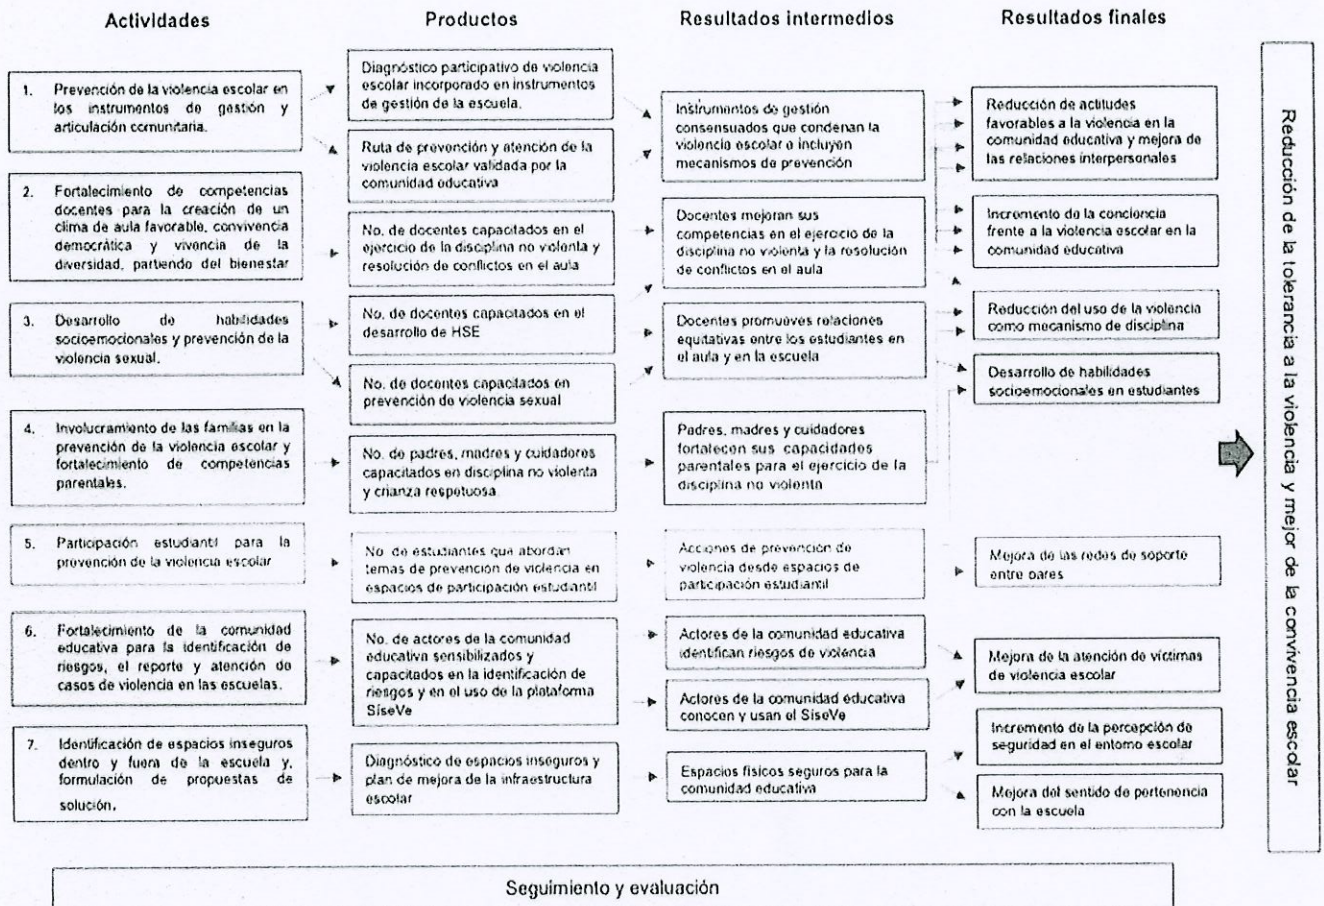 Actividades
Productos
Resultados intermedios
Resultados finales
1. Prevención de la violencia escolar en
los instrumentos de gestión y
articulación comunitaria.
2. Fortalecimiento de competencias
docentes para la creación de un
clima de aula favorable, convivencia
democrática y vivencia de la
diversidad, partiendo del bienestar
3. Desarrollo de habilidades
socioemocionales y prevención de la
violencia sexual.
4. Involucramiento de las familias en la
prevención de la violencia escolar y
fortalecimiento de competencias
parentales.
5. Participación estudiantil para la
prevención de la violencia escolar
6. Fortalecimiento de la comunidad
educativa para la identificación de
riesgos, el reporte y atención de
casos de violencia en las escuelas.
7. Identificación de espacios inseguros
dentro y fuera de la escuela y,
formulación de propuestas de
solución.
Diagnóstico participativo de violencia
escolar incorporado en instrumentos
de gestión de la escuela.
Ruta de prevención y atención de la
violencia escolar validada por la
comunidad educativa
No. de docentes capacitados en el
ejercicio de la disciplina no violenta y
resolución de conflictos en el aula
No. de docentes capacitados en el
desarrollo de HSE
No. de docentes capacitados en
prevención de violencia sexual
No. de padres, madres y cuidadores
capacitados en disciplina no violenta
y crianza respetuosa.
No. de estudiantes que abordan
temas de prevención de violencia en
espacios de participación estudiantil
No. de actores de la comunidad
educativa sensibilizados y
capacitados en la identificación de
riesgos y en el uso de la plataforma
SíseVe
Diagnóstico de espacios inseguros y
plan de mejora de la infraestructura
escolar
Instrumentos de gestión
consensuados que condenan la
violencia escolar e incluyen
mecanismos de prevención
Docentes mejoran sus
competencias en el ejercicio de la
disciplina no violenta y la resolución
de conflictos en el aula
Docentes promueves relaciones
equitativas entre los estudiantes en
el aula y en la escuela
Padres, madres y cuidadores
fortalecen sus capacidades
parentales para el ejercicio de la
disciplina no violenta
Acciones de prevención de
violencia desde espacios de
participación estudiantil
Actores de la comunidad educativa
identifican riesgos de violencia
Actores de la comunidad educativa
conocen y usan el SíseVe
Espacios físicos seguros para la
comunidad educativa
Reducción de actitudes
favorables a la violencia en la
comunidad educativa y mejora de
las relaciones interpersonales
Incremento de la conciencia
frente a la violencia escolar en la
comunidad educativa
Reducción del uso de la violencia
como mecanismo de disciplina
Desarrollo de habilidades
socioemocionales en estudiantes
Mejora de las redes de soporte
entre pares
Mejora de la atención de víctimas
de violencia escolar
Incremento de la percepción de
seguridad en el entorno escolar
Mejora del sentido de pertenencia
con la escuela
Reducción de la tolerancia a la violencia y mejor de la convivencia escolar
Seguimiento y evaluación